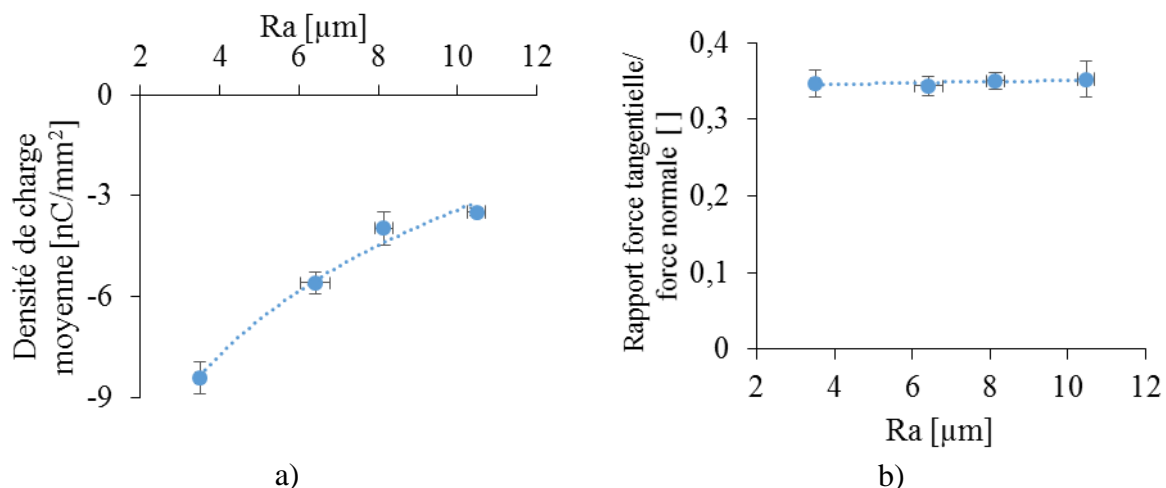 Ra [µm]
2 4 6 8 10 12
0
-3
-6
-9
Densité de charge
moyenne [nC/mm²]
a)
0,4
0,3
0,2
0,1
0
Rapport force tangentielle/
force normale [ ]
2 4 6 8 10 12
Ra [µm]
b)